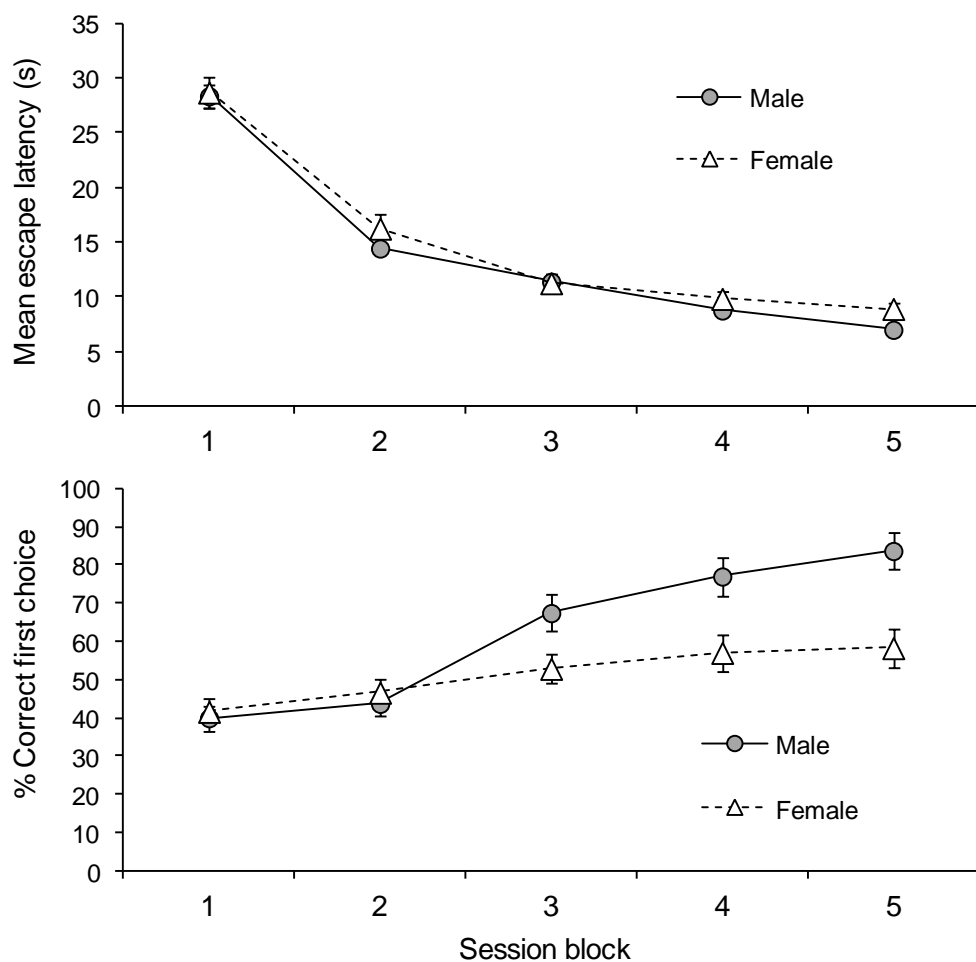 Mean escape latency (s)
35
30
25
20
15
10
5
0
Male
Female
1 2 3 4 5
% Correct first choice
100
90
80
70
60
50
40
30
20
10
0
Male
Female
1 2 3 4 5
Session block